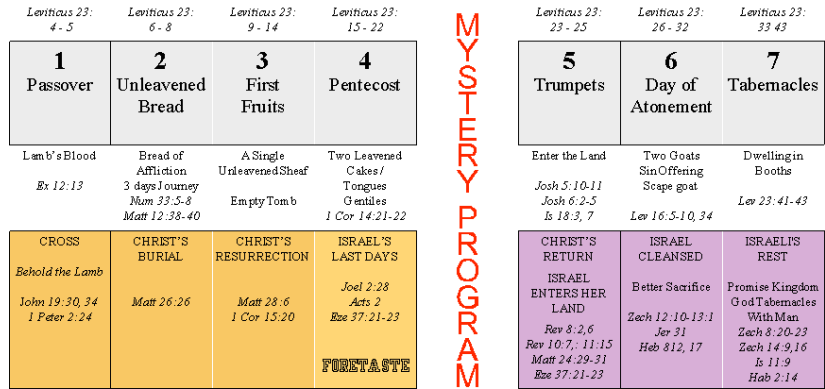 Leviticus 23:
4 - 5
1
Passover
Lamb's Blood
Ex 12:13
CROSS
Behold the Lamb
John 19:30, 34
1 Peter 2:24
Leviticus 23:
6 - 8
2
Unleavened
Bread
Bread of
Affliction
3 days Journey
Num 33:5-8
Matt 12:38-40
CHRIST'S
BURIAL
Matt 26:26
Leviticus 23:
9 - 14
3
First
Fruits
A Single
Unleavened Sheaf
Empty Tomb
CHRIST'S
RESURRECTION
Matt 28:6
1 Cor 15:20
Leviticus 23:
15 - 22
4
Pentecost
Two Leavened
Cakes /
Tongues
Gentiles
1 Cor 14:21-22
ISRAEL'S
LAST DAYS
Joel 2:28
Acts 2
Eze 37:21-23
FORETASTE
MYSTERY PROGRAM
Leviticus 23:
23 - 25
5
Trumpets
Enter the Land
Josh 5:10-11
Josh 6:2-5
Is 18:3, 7
CHRIST'S
RETURN
ISRAEL
ENTERS HER
LAND
Rev 8:2,6
Rev 10:7,: 11:15
Matt 24:29-31
Eze 37:21-23
Leviticus 23:
26 - 32
6
Day of
Atonement
Two Goats
Sin Offering
Scape goat
Lev 16:5-10, 34
ISRAEL
CLEANSED
Better Sacrifice
Zech 12:10-13:1
Jer 31
Heb 812, 17
Leviticus 23:
33 43
7
Tabernacles
Dwelling in
Booths
Lev 23:41-43
ISRAELI'S
REST
Promise Kingdom
God Tabernacles
With Man
Zech 8:20-23
Zech 14:9,16
Is 11:9
Hab 2:14